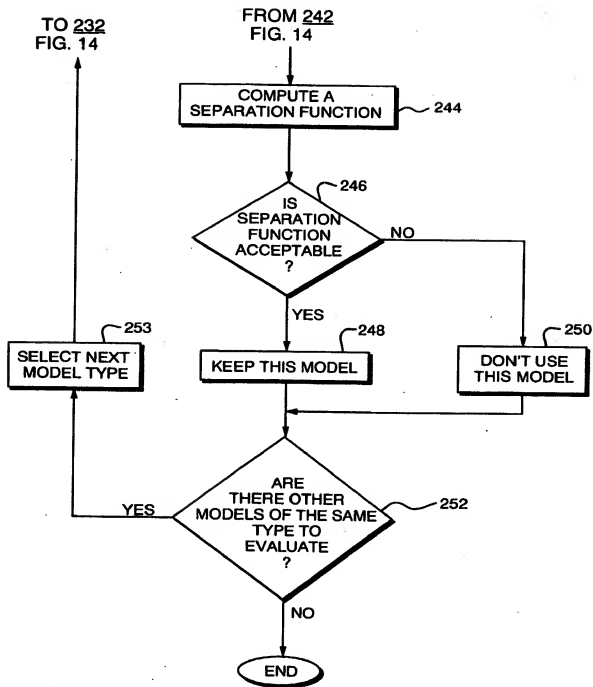 TO 232
FIG. 14
FROM 242
FIG. 14
COMPUTE A
SEPARATION FUNCTION
244
246
IS
SEPARATION
FUNCTION
ACCEPTABLE
?
NO
YES
253
SELECT NEXT
MODEL TYPE
248
KEEP THIS MODEL
250
DON'T USE
THIS MODEL
ARE
THERE OTHER
MODELS OF THE SAME
TYPE TO
EVALUATE
?
252
YES
NO
END